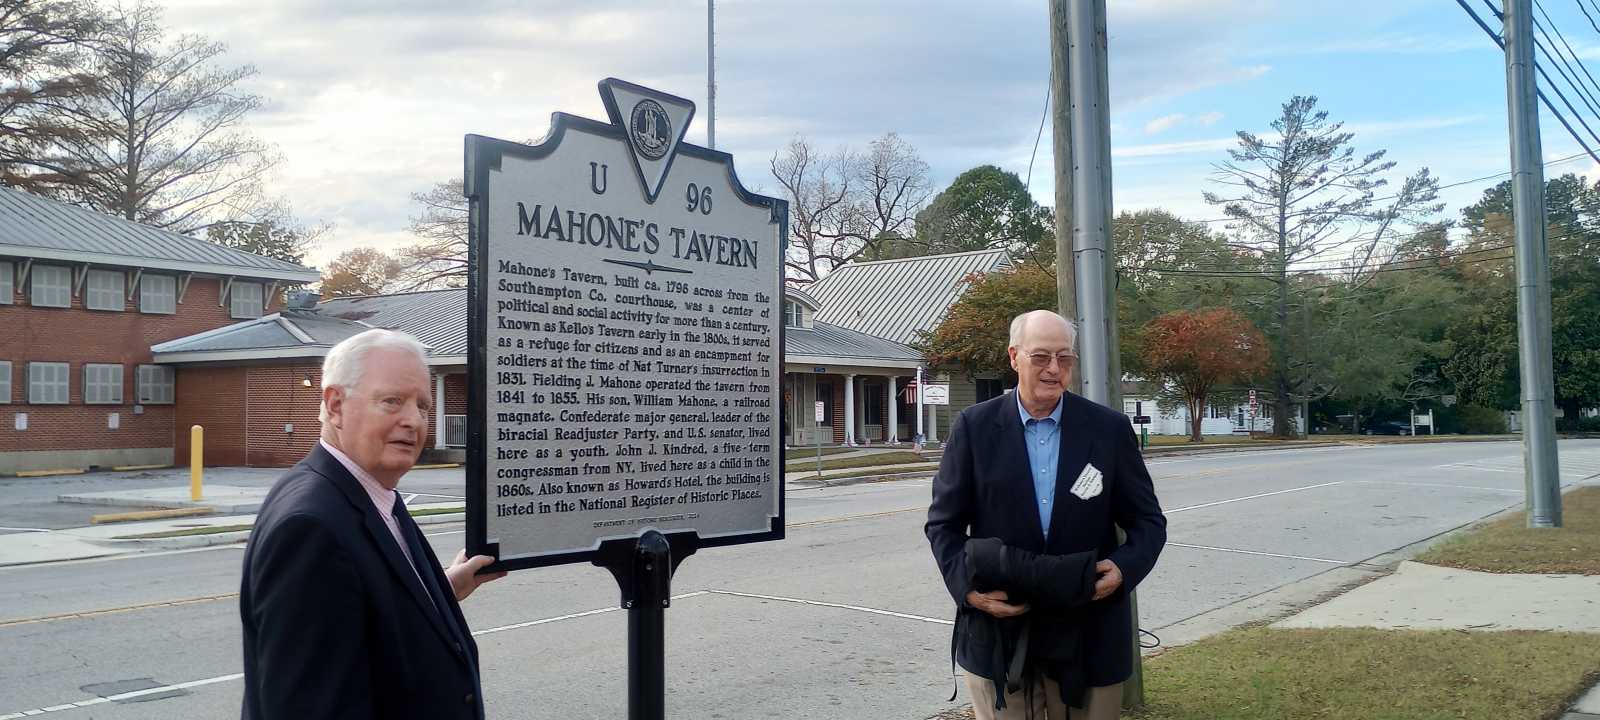 U 96
MAHONE'S TAVERN
Mahone's Tavern, built ca. 1796 across from the
Southampton Co. courthouse, was a center of
political and social activity for more than a century.
Known as Kello's Tavern early in the 1800s, it served
as a refuge for citizens and as an encampment for
soldiers at the time of Nat Turner's insurrection in
1831. Fielding J. Mahone operated the tavern from
1841 to 1855. His son, William Mahone, a railroad
magnate, Confederate major general, leader of the
biracial Readjuster Party, and U.S. senator, lived
here as a youth. John J. Kindred, a five-term
congressman from NY, lived here as a child in the
1860s. Also known as Howard's Hotel, the building is
listed in the National Register of Historic Places.
DEPARTMENT OF HISTORIC RESOURCES, 2014